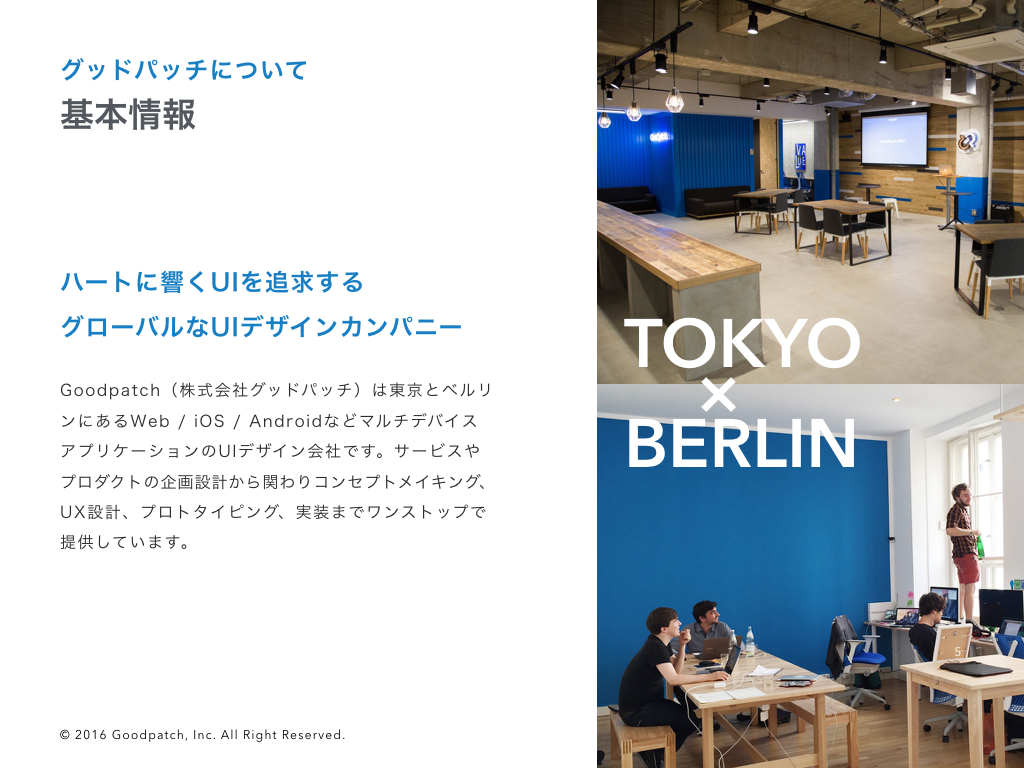 グッドパッチについて
基本情報
ハートに響くUIを追求する
グローバルなUIデザインカンパニー
Goodpatch（株式会社グッドパッチ）は東京とベルリ
ンにあるWeb / iOS / Androidなどマルチデバイス
アプリケーションのUIデザイン会社です。サービスや
プロダクトの企画設計から関わりコンセプトメイキング、
UX設計、プロトタイピング、実装までワンストップで
提供しています。
© 2016 Goodpatch, Inc. All Right Reserved.
VA
UE
TOKYO
×
BERLIN
S